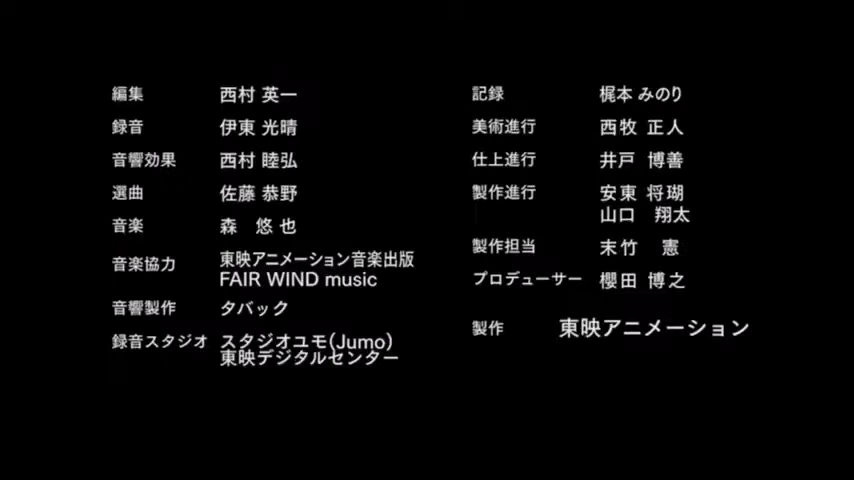 編集 西村 英一
録音 伊東 光晴
音響効果 西村 睦弘
選曲 佐藤 恭野
音楽 森 悠也
音楽協力 東映アニメーション音楽出版
FAIR WIND music
音響製作 タバック
録音スタジオ スタジオユモ(Jumo)
東映デジタルセンター
記録 梶本 みのり
美術進行 西牧 正人
仕上進行 井戸 博善
製作進行 安東 将瑚
山口 翔太
製作担当 末竹 憲
プロデューサー 櫻田 博之
製作 東映アニメーション